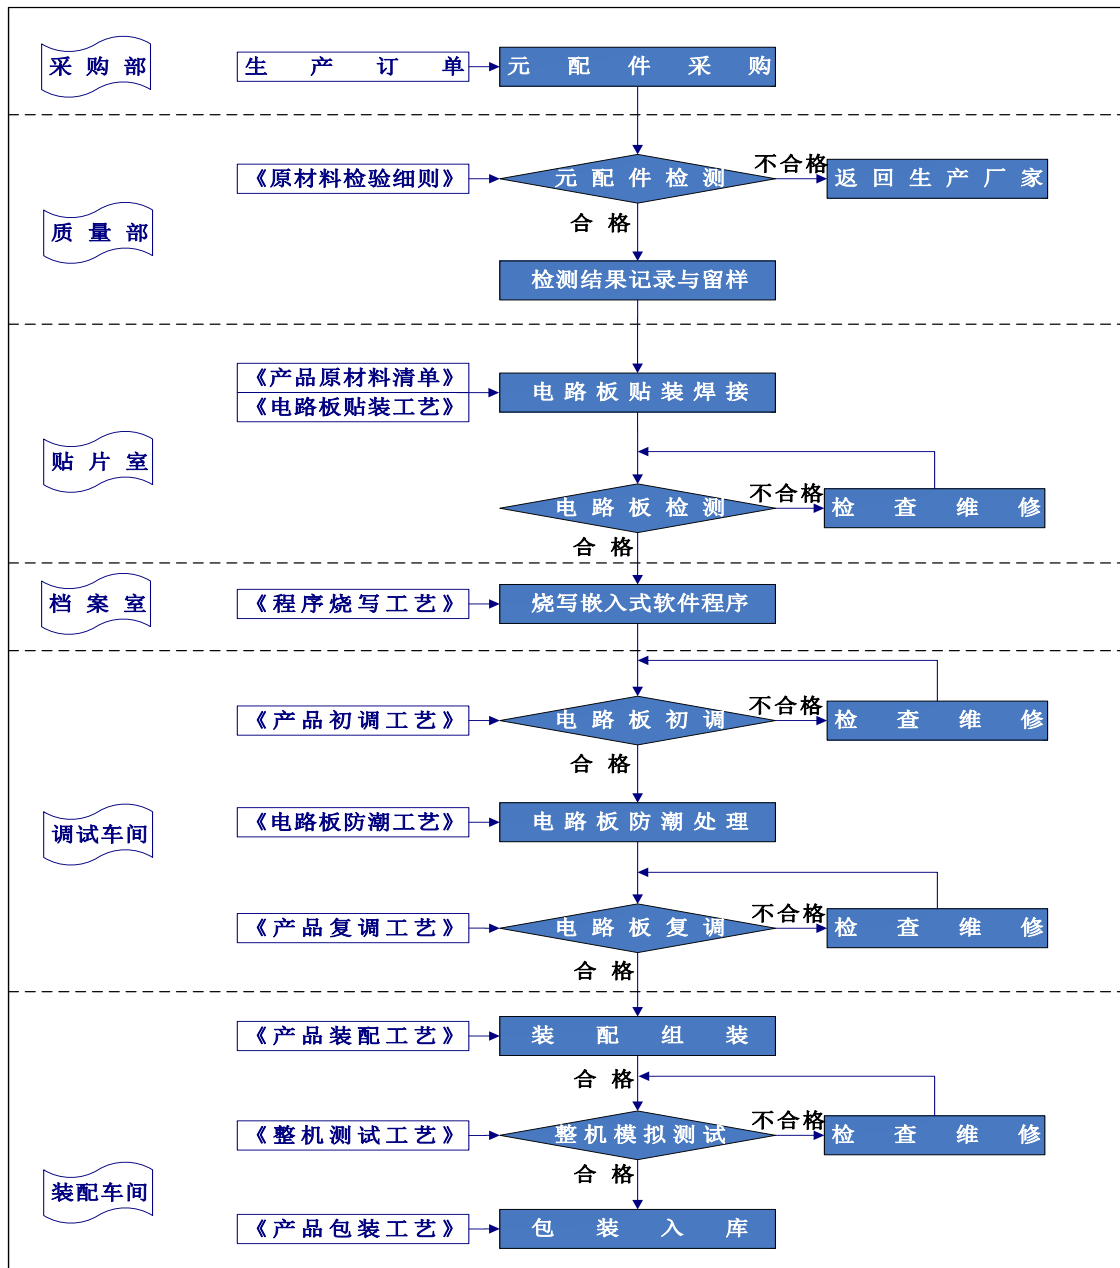 采购部
生产订单
元配件采购
《原材料检验细则》
元配件检测
不合格
返回生产厂家
合格
质量部
检测结果记录与留样
《产品原材料清单》
《电路板贴装工艺》
电路板贴装焊接
贴片室
电路板检测
不合格
检查维修
合格
档案室
《程序烧写工艺》
烧写嵌入式软件程序
《产品初调工艺》
电路板初调
不合格
检查维修
合格
调试车间
《电路板防潮工艺》
电路板防潮处理
《产品复调工艺》
电路板复调
不合格
检查维修
合格
《产品装配工艺》
装配组装
合格
《整机测试工艺》
整机模拟测试
不合格
检查维修
合格
装配车间
《产品包装工艺》
包装入库